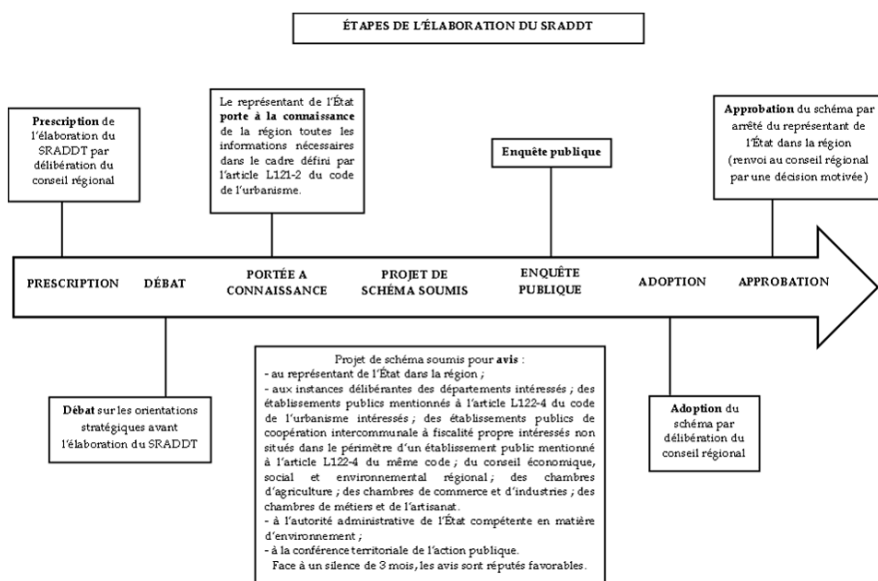 ÉTAPES DE L'ÉLABORATION DU SRADDT
Prescription de
l'élaboration du
SRADDT par
délibération du
conseil régional
Le représentant de l'État
porte à la connaissance
de la région toutes les
informations nécessaires
dans le cadre défini par
l'article L121-2 du code
de l'urbanisme.
Enquête publique
Approbation du schéma par
arrêté du représentant de
l'État dans la région
(renvoi au conseil régional
par une décision motivée)
PRESCRIPTION
DÉBAT
PORTÉE A
CONNAISSANCE
PROJET DE
SCHÉMA SOUMIS
ENQUÊTE
PUBLIQUE
ADOPTION
APPROBATION
Débat sur les orientations
stratégiques avant
l'élaboration du SRADDT
Projet de schéma soumis pour avis :
- au représentant de l'État dans la région ;
- aux instances délibérantes des départements intéressés ; des
établissements publics mentionnés à l'article L122-4 du code
de l'urbanisme intéressés ; des établissements publics de
coopération intercommunale à fiscalité propre intéressés non
situés dans le périmètre d'un établissement public mentionné
à l'article L122-4 du même code ; du conseil économique,
social et environnemental régional ; des chambres
d'agriculture ; des chambres de commerce et d'industries ; des
chambres de métiers et de l'artisanat.
- à l'autorité administrative de l'État compétente en matière
d'environnement ;
- à la conférence territoriale de l'action publique.
Face à un silence de 3 mois, les avis sont réputés favorables.
Adoption du
schéma par
délibération du
conseil régional